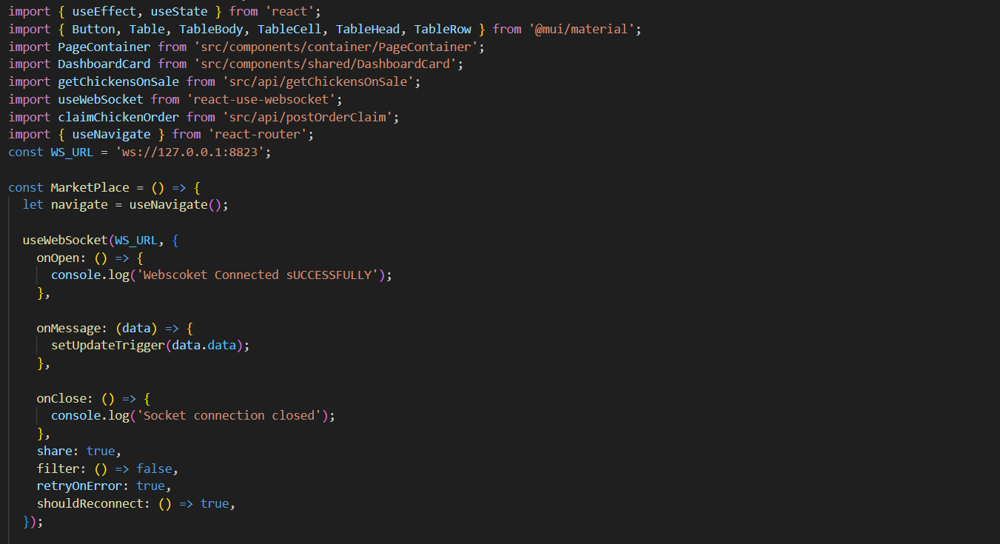 import { useEffect, useState } from 'react';
import { Button, Table, TableBody, TableCell, TableHead, TableRow } from '@mui/material';
import PageContainer from 'src/components/container/PageContainer';
import DashboardCard from 'src/components/shared/DashboardCard';
import getChickensOnSale from 'src/api/getChickensOnSale';
import useWebSocket from 'react-use-websocket';
import claimChickenOrder from 'src/api/postOrderClaim';
import { useNavigate } from 'react-router';
const WS_URL = 'ws://127.0.0.1:8823';

const MarketPlace = () => {
  let navigate = useNavigate();

  useWebSocket(WS_URL, {
    onOpen: () => {
      console.log('Webscoket Connected sUCCESSFULLY');
    },

    onMessage: (data) => {
      setUpdateTrigger(data.data);
    },

    onClose: () => {
      console.log('Socket connection closed');
    },
    share: true,
    filter: () => false,
    retryOnError: true,
    shouldReconnect: () => true,
  });